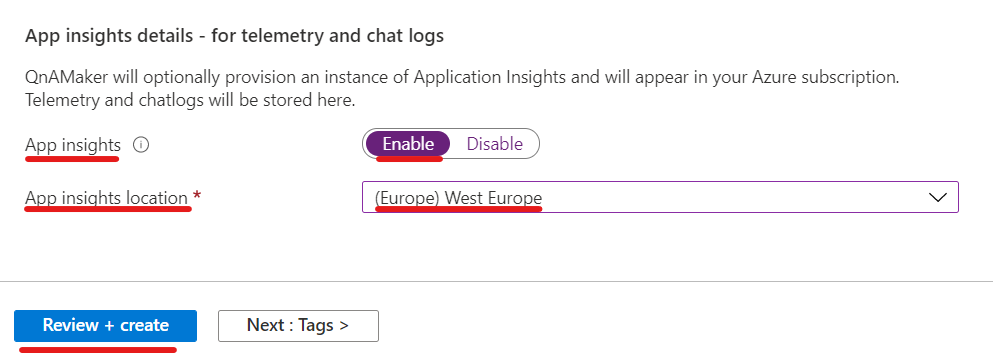 App insights details - for telemetry and chat logs
QnAMaker will optionally provision an instance of Application Insights and will appear in your Azure subscription.
Telemetry and chatlogs will be stored here.
App insights Enable Disable
App insights location * (Europe) West Europe
Review + create Next : Tags >